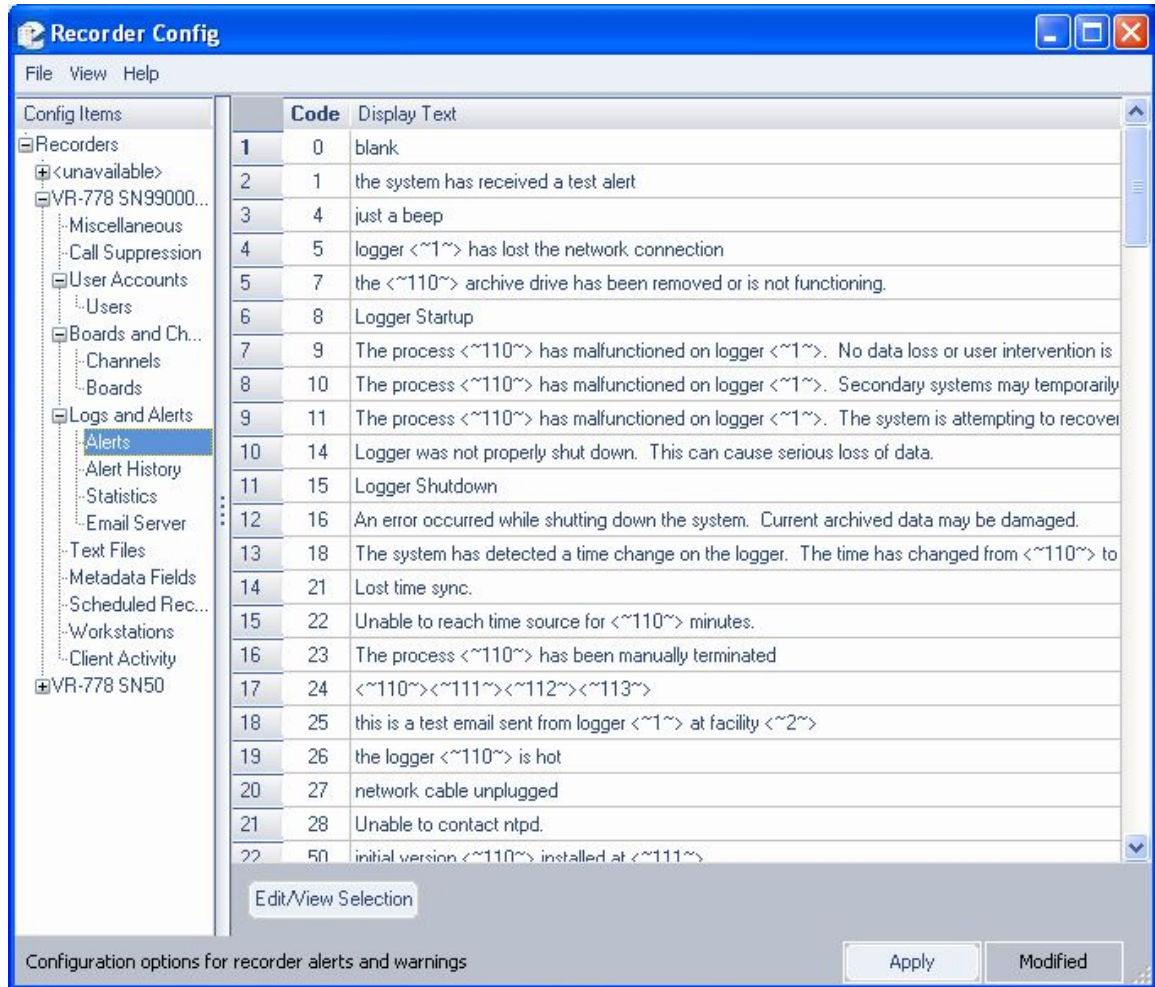 Recorder Config
File View Help
Config Items
Recorders
<unavailable>
VR-778 SN99000...
Miscellaneous
Call Suppression
User Accounts
Users
Boards and Ch...
Channels
Boards
Logs and Alerts
Alerts
Alert History
Statistics
Email Server
Text Files
Metadata Fields
Scheduled Rec...
Workstations
Client Activity
VR-778 SN50
Code Display Text
1 0 blank
2 1 the system has received a test alert
3 4 just a beep
4 5 logger <~1~> has lost the network connection
5 7 the <~110~> archive drive has been removed or is not functioning.
6 8 Logger Startup
7 9 The process <~110~> has malfunctioned on logger <~1~>. No data loss or user intervention is
8 10 The process <~110~> has malfunctioned on logger <~1~>. Secondary systems may temporarily
9 11 The process <~110~> has malfunctioned on logger <~1~>. The system is attempting to recover
10 14 Logger was not properly shut down. This can cause serious loss of data.
11 15 Logger Shutdown
12 16 An error occurred while shutting down the system. Current archived data may be damaged.
13 18 The system has detected a time change on the logger. The time has changed from <~110~> to
14 21 Lost time sync.
15 22 Unable to reach time source for <~110~> minutes.
16 23 The process <~110~> has been manually terminated
17 24 <~110~><~111~><~112~><~113~>
18 25 this is a test email sent from logger <~1~> at facility <~2~>
19 26 the logger <~110~> is hot
20 27 network cable unplugged
21 28 Unable to contact ntpd.
22 50 initial version <~110~> installed at <~111~>
Edit/View Selection
Configuration options for recorder alerts and warnings
Apply
Modified